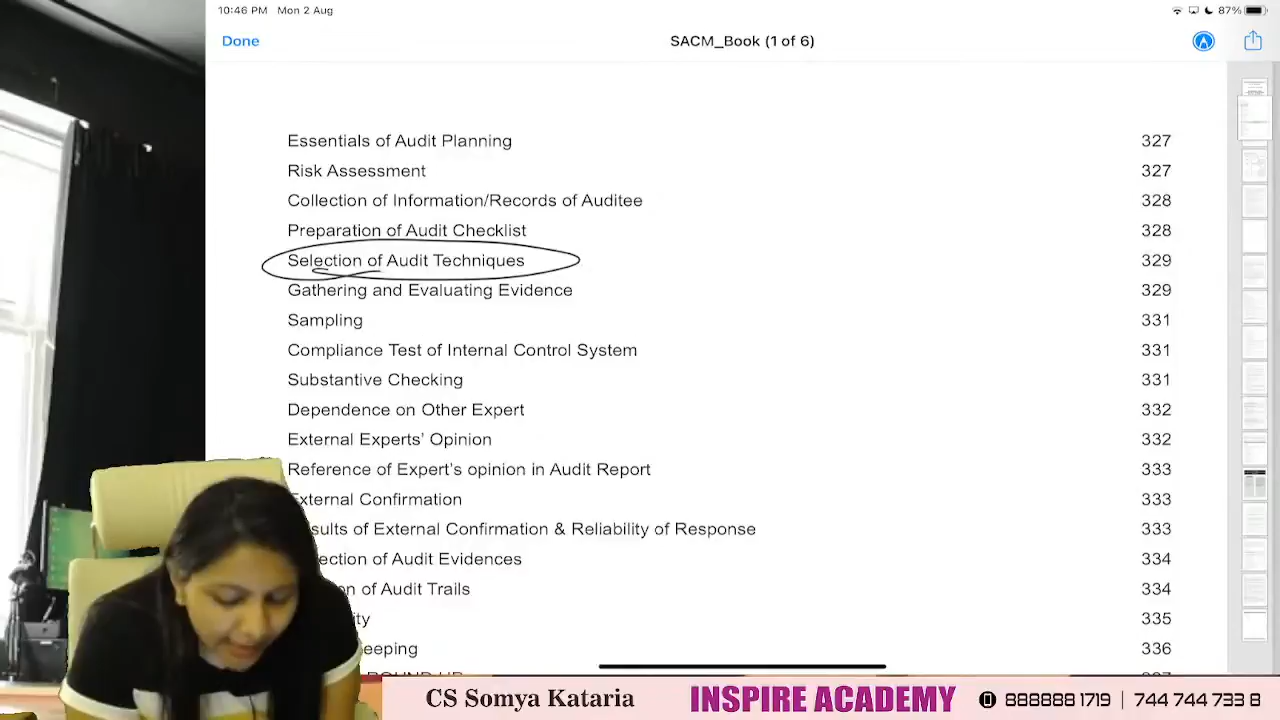 10:46 PM Mon 2 Aug
87%
Done
SACM_Book (1 of 6)
Essentials of Audit Planning 327
Risk Assessment 327
Collection of Information/Records of Auditee 328
Preparation of Audit Checklist 328
Selection of Audit Techniques 329
Gathering and Evaluating Evidence 329
Sampling 331
Compliance Test of Internal Control System 331
Substantive Checking 331
Dependence on Other Expert 332
External Experts' Opinion 332
Reference of Expert's opinion in Audit Report 333
External Confirmation 333
of External Confirmation & Reliability of Response 333
of Audit Evidences 334
of Audit Trails 334
335
336
CS Somya Kataria
INSPIRE ACADEMY
888888 1719 | 744 744 733 8